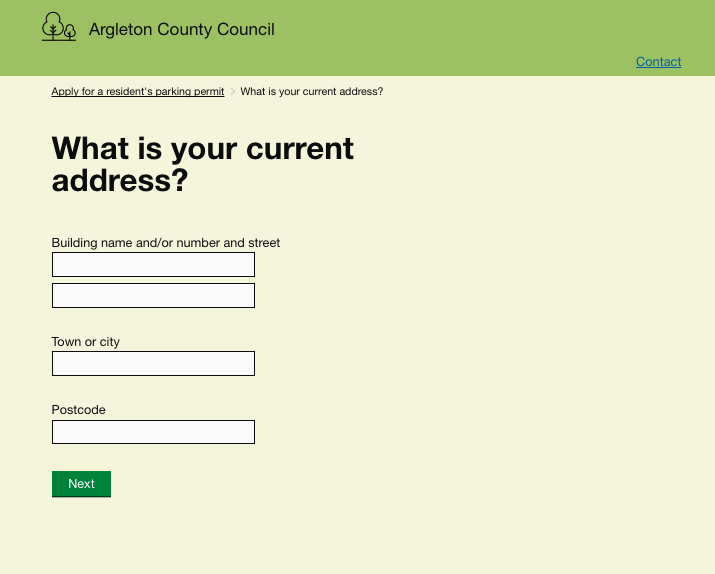 Argleton County Council
Contact
Apply for a resident's parking permit > What is your current address?
What is your current
address?
Building name and/or number and street
Town or city
Postcode
Next